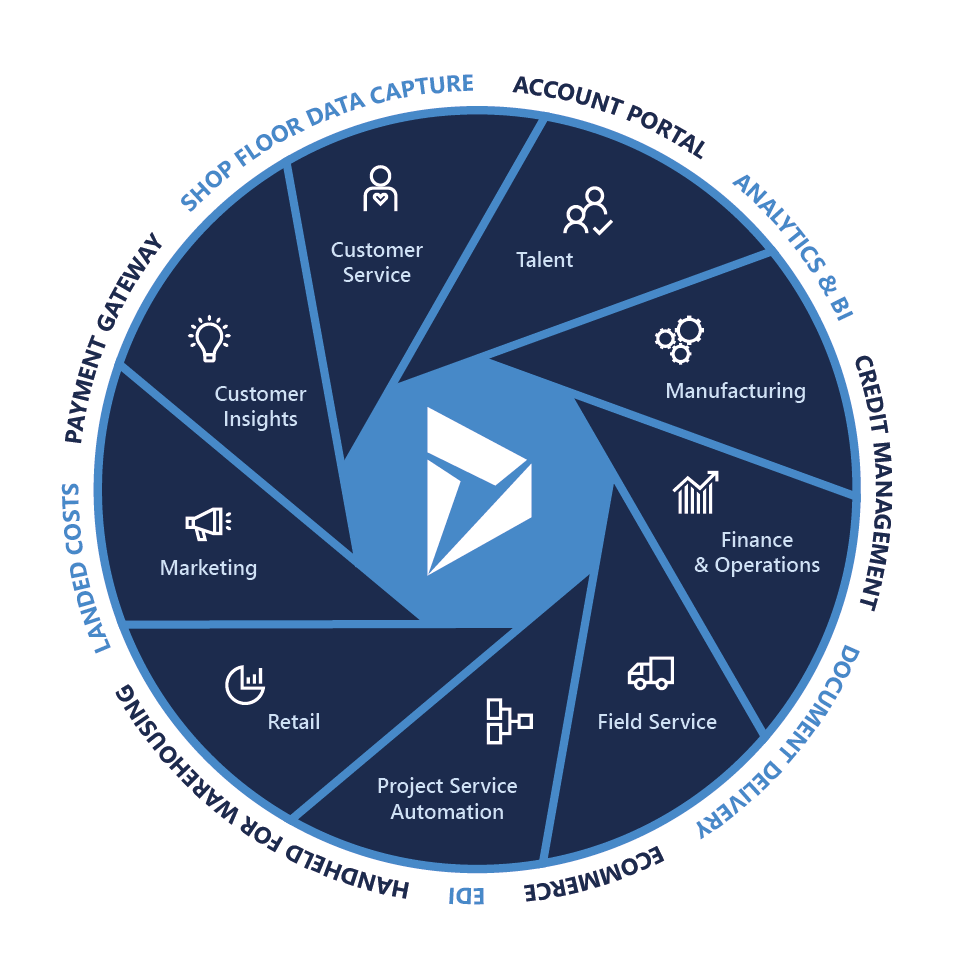 ACCOUNT PORTAL
ANALYTICS & BI
CREDIT MANAGEMENT
DOCUMENT DELIVERY
ECOMMERCE
EDI
HANDHELD FOR WAREHOUSING
LANDED COSTS
PAYMENT GATEWAY
SHOP FLOOR DATA CAPTURE
Customer
Service
Talent
Manufacturing
Finance
& Operations
Field Service
Project Service
Automation
Retail
Marketing
Customer
Insights